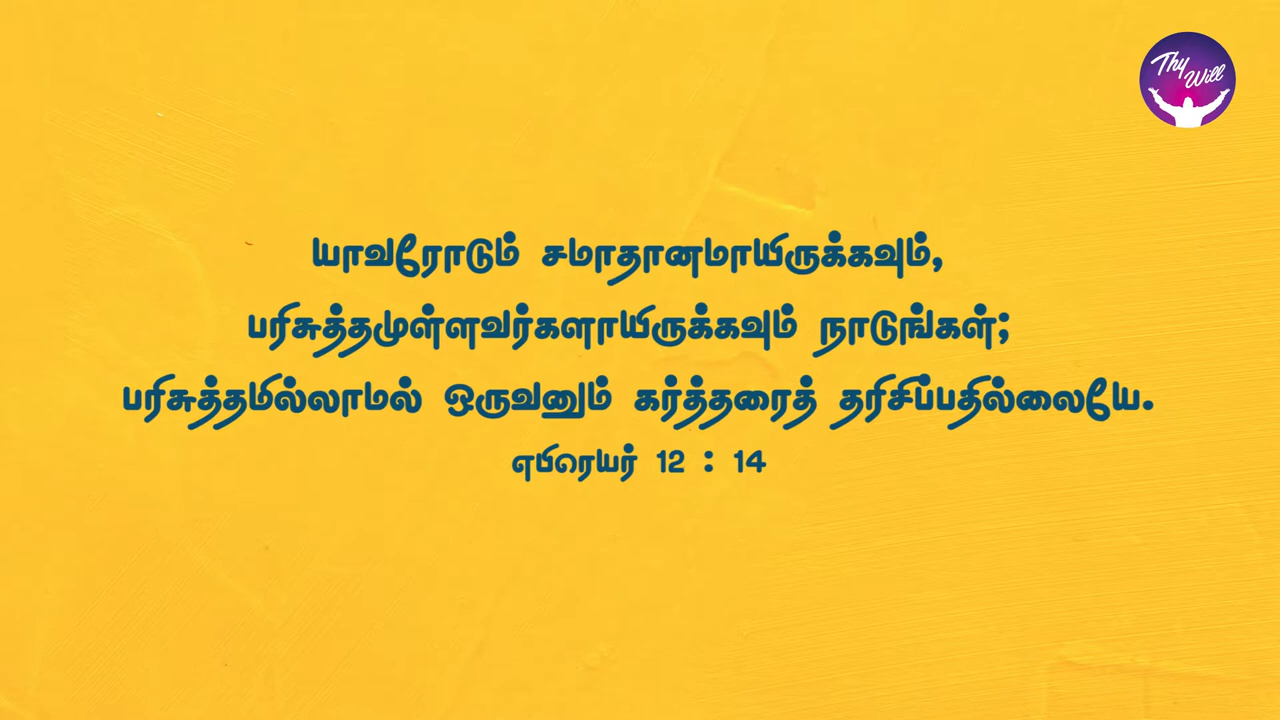 Thy Will
யாவரோடும் சமாதானமாயிருக்கவும்,
பரிசுத்தமுள்ளவர்களாயிருக்கவும் நாடுங்கள்;
பரிசுத்தமில்லாமல் ஒருவனும் கர்த்தரைத் தரிசிப்பதில்லையே.
எபிரெயர் 12 : 14